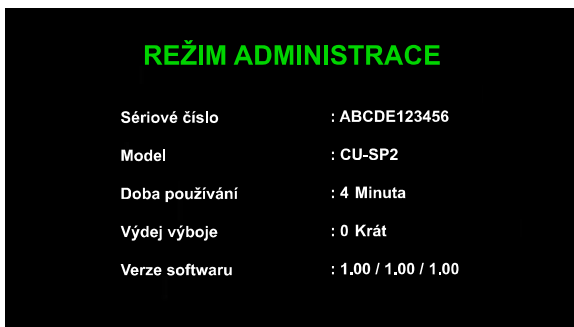 REŽIM ADMINISTRACE
Sériové číslo : ABCDE123456
Model : CU-SP2
Doba používání : 4 Minuta
Výdej výboje : 0 Krát
Verze softwaru : 1.00 / 1.00 / 1.00